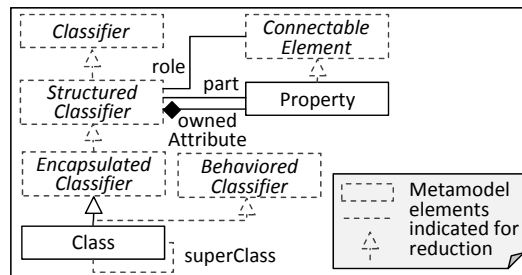 Classifier
Connectable
Element
role
part
Structured
Classifier
Property
owned
Attribute
Encapsulated
Classifier
Behaviored
Classifier
Class
superClass
Metamodel
elements
indicated for
reduction